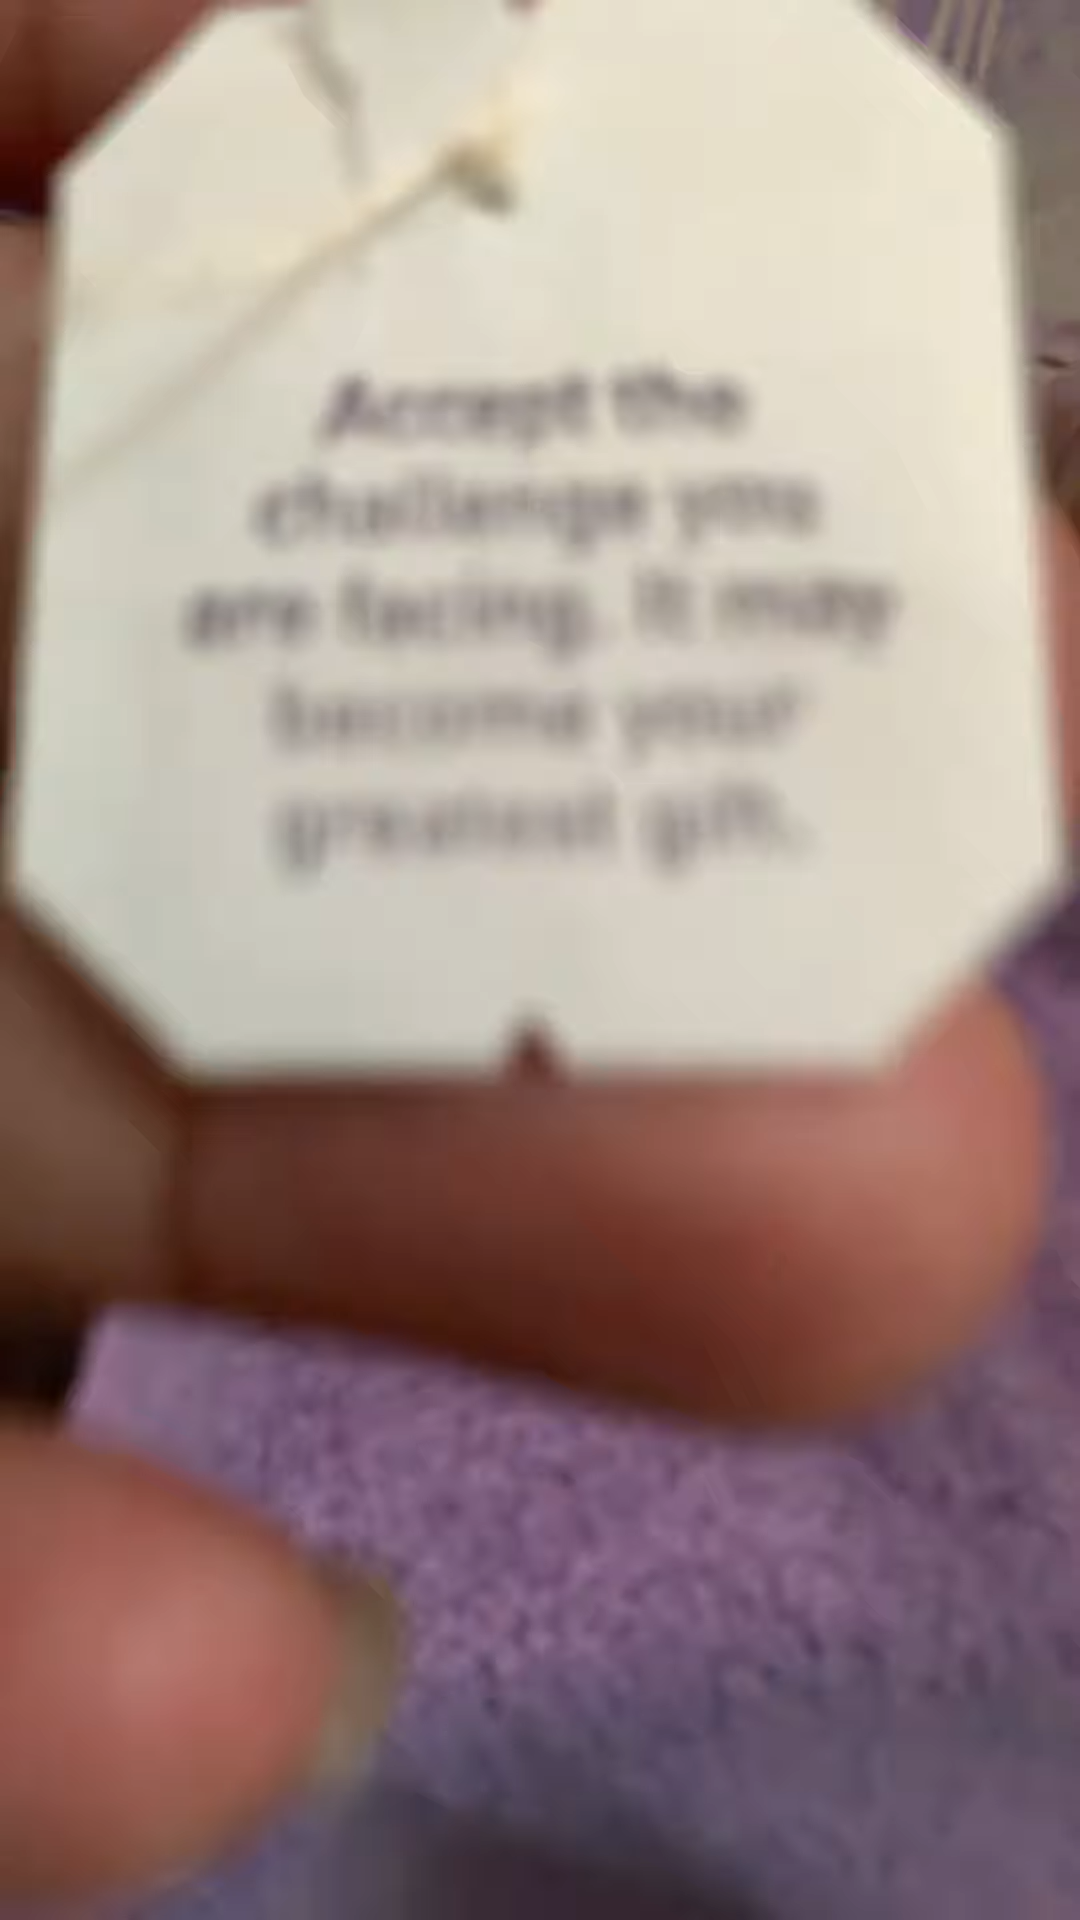 Accept the
challenge you
are facing. It may
become your
greatest gift.